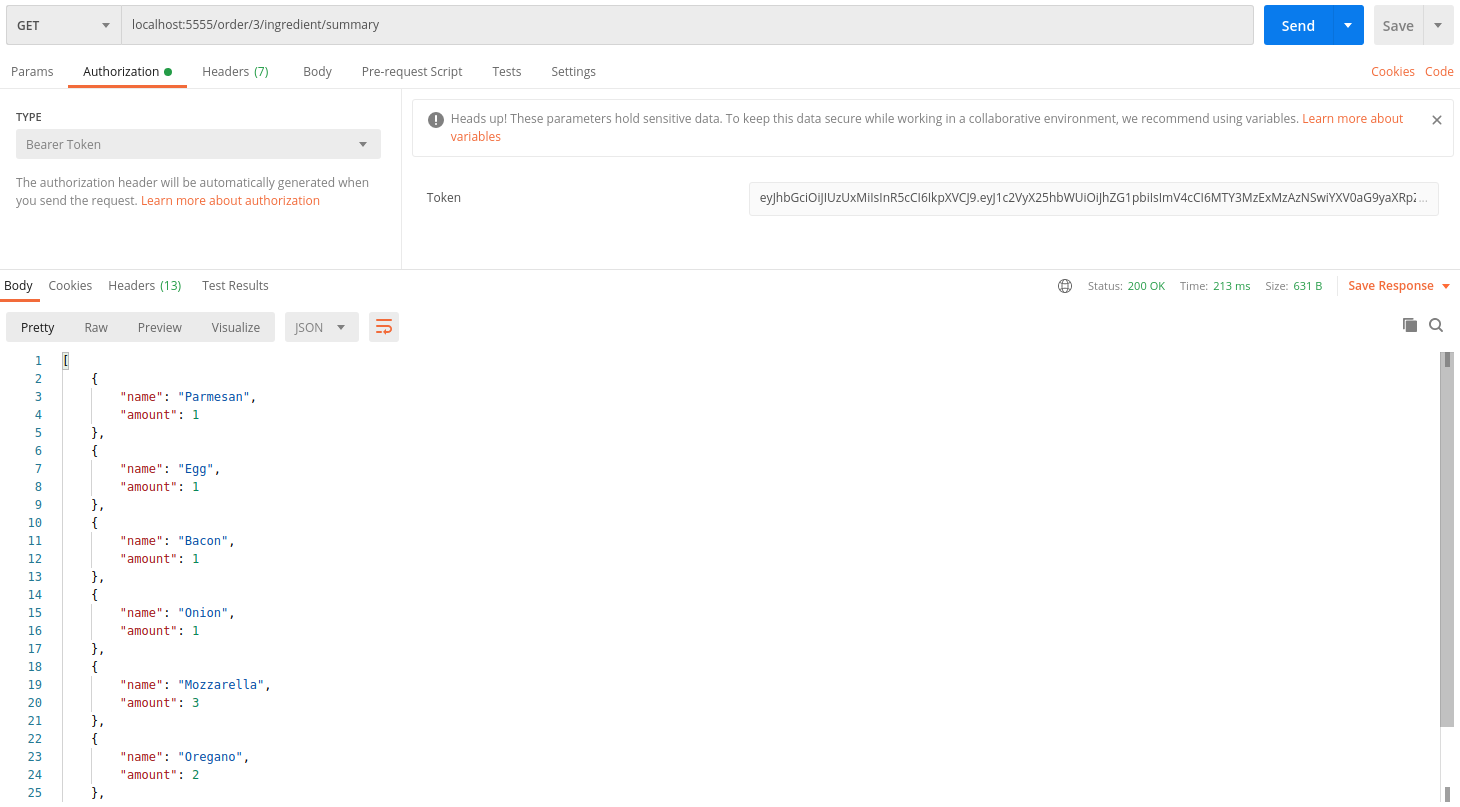 GET localhost:5555/order/3/ingredient/summary Send Save
Params Authorization Headers (7) Body Pre-request Script Tests Settings Cookies Code
TYPE
Bearer Token
The authorization header will be automatically generated when
you send the request. Learn more about authorization
! Heads up! These parameters hold sensitive data. To keep this data secure while working in a collaborative environment, we recommend using variables. Learn more about
variables
Token eyJhbGciOiJIUzUxMiIsInR5cCI6IkpXVCJ9.eyJ1c2VyX25hbWUiOiJhZG1pbiIsImV4cCI6MTY3MzExMzAzNSwiYXV0aG9yaXRpZ...
Body Cookies Headers (13) Test Results Status: 200 OK Time: 213 ms Size: 631 B Save Response
Pretty Raw Preview Visualize JSON
1 [
2 {
3 "name": "Parmesan",
4 "amount": 1
5 },
6 {
7 "name": "Egg",
8 "amount": 1
9 },
10 {
11 "name": "Bacon",
12 "amount": 1
13 },
14 {
15 "name": "Onion",
16 "amount": 1
17 },
18 {
19 "name": "Mozzarella",
20 "amount": 3
21 },
22 {
23 "name": "Oregano",
24 "amount": 2
25 },